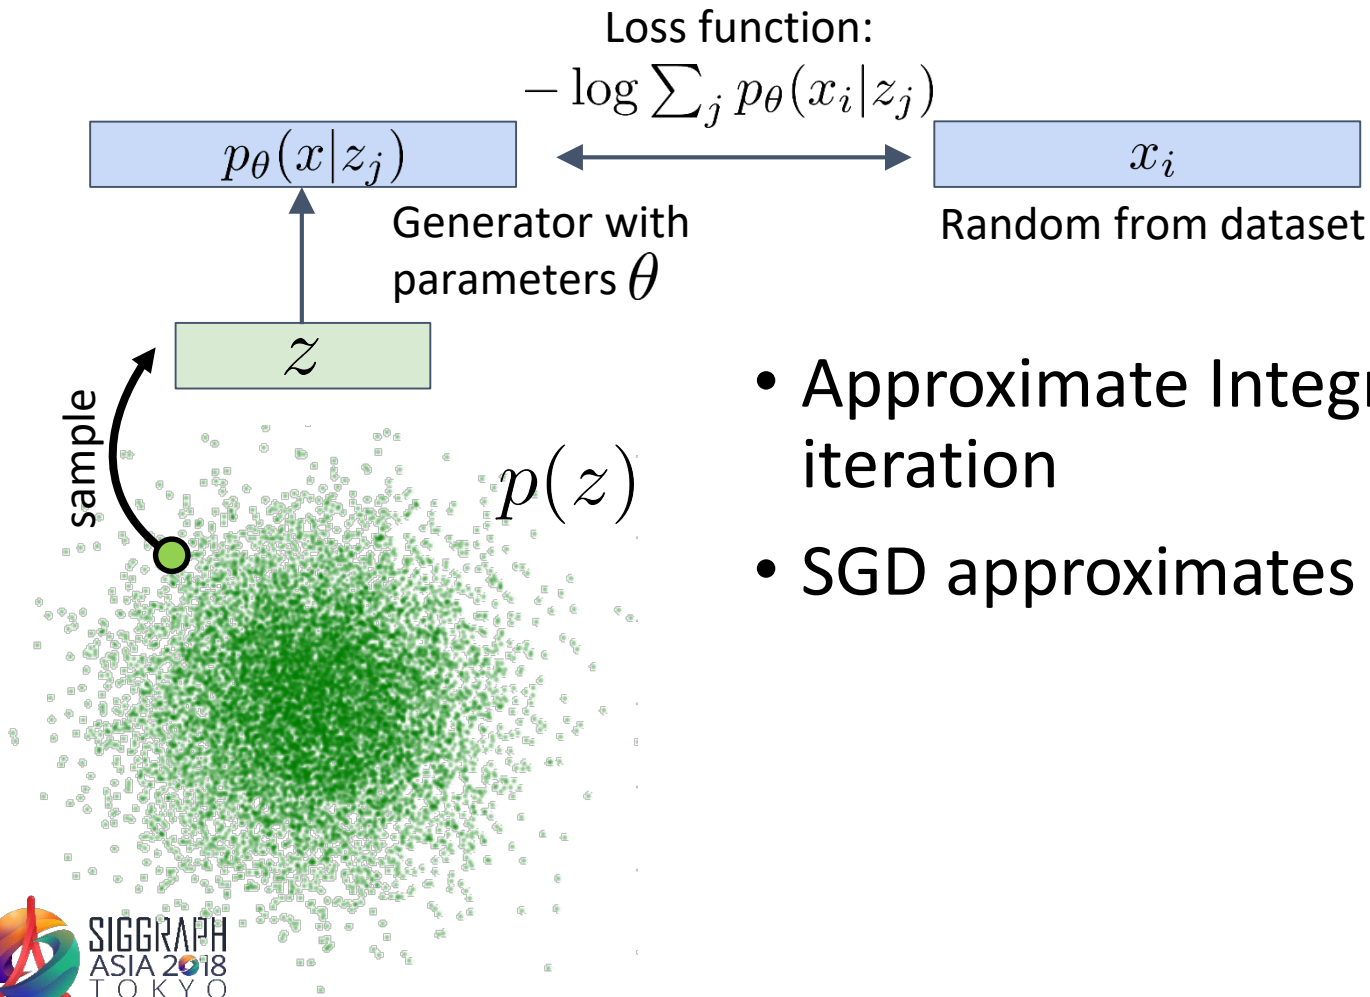 Loss function:
− log ∑_j p_θ(x_i|z_j)
p_θ(x|z_j)
x_i
Generator with
parameters θ
Random from dataset
z
sample
p(z)
• Approximate Integr
iteration
• SGD approximates
SIGGRAPH
ASIA 2018
TOKYO